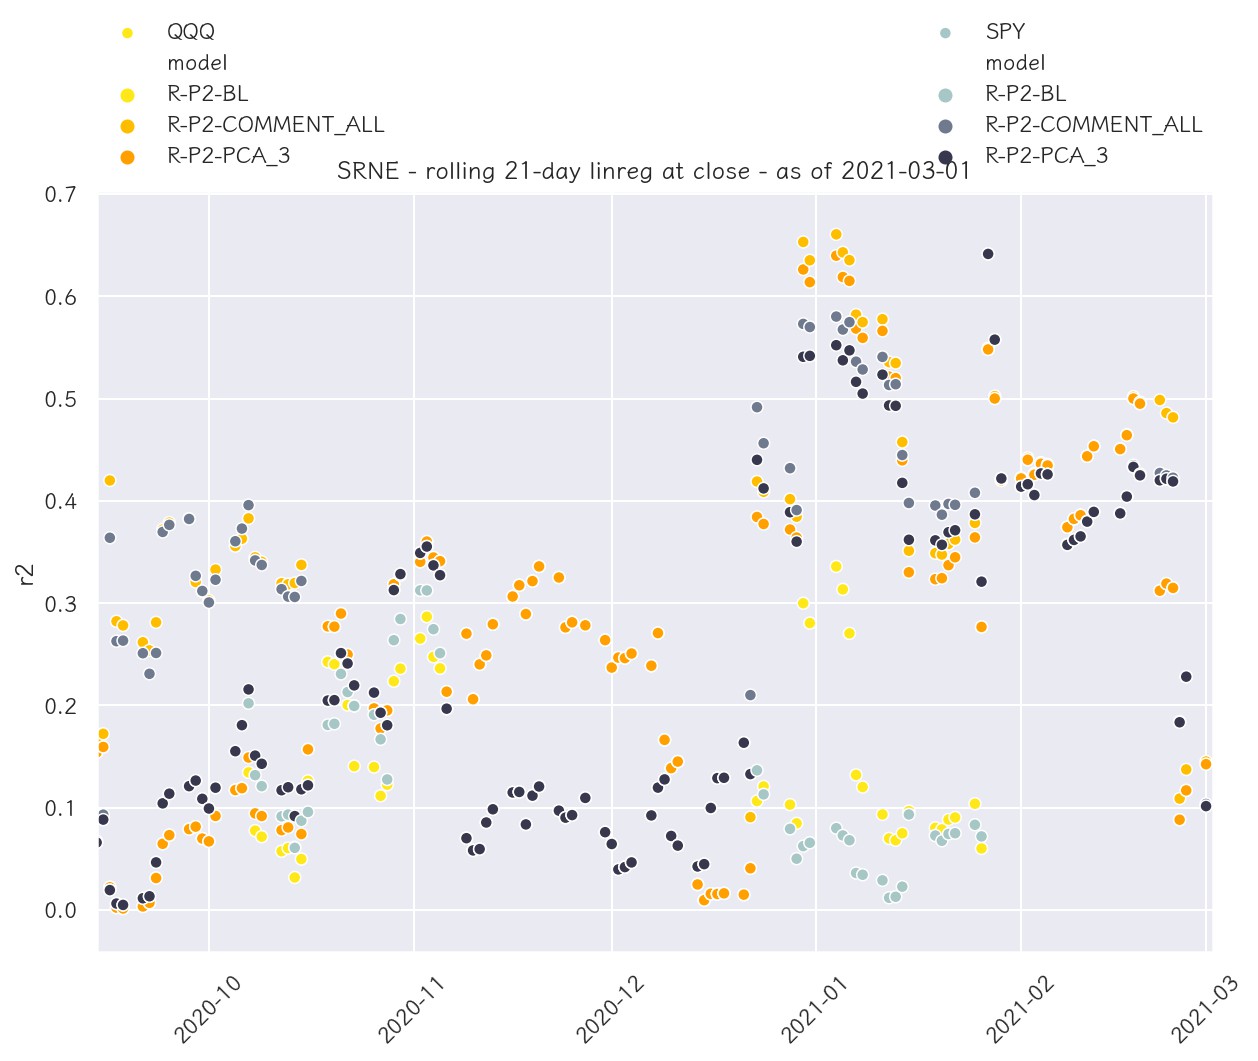 QQQ
model
R-P2-BL
R-P2-COMMENT_ALL
R-P2-PCA_3
SPY
model
R-P2-BL
R-P2-COMMENT_ALL
R-P2-PCA_3
SRNE - rolling 21-day linreg at close - as of 2021-03-01
r2
0.7
0.6
0.5
0.4
0.3
0.2
0.1
0.0
2020-10
2020-11
2020-12
2021-01
2021-02
2021-03